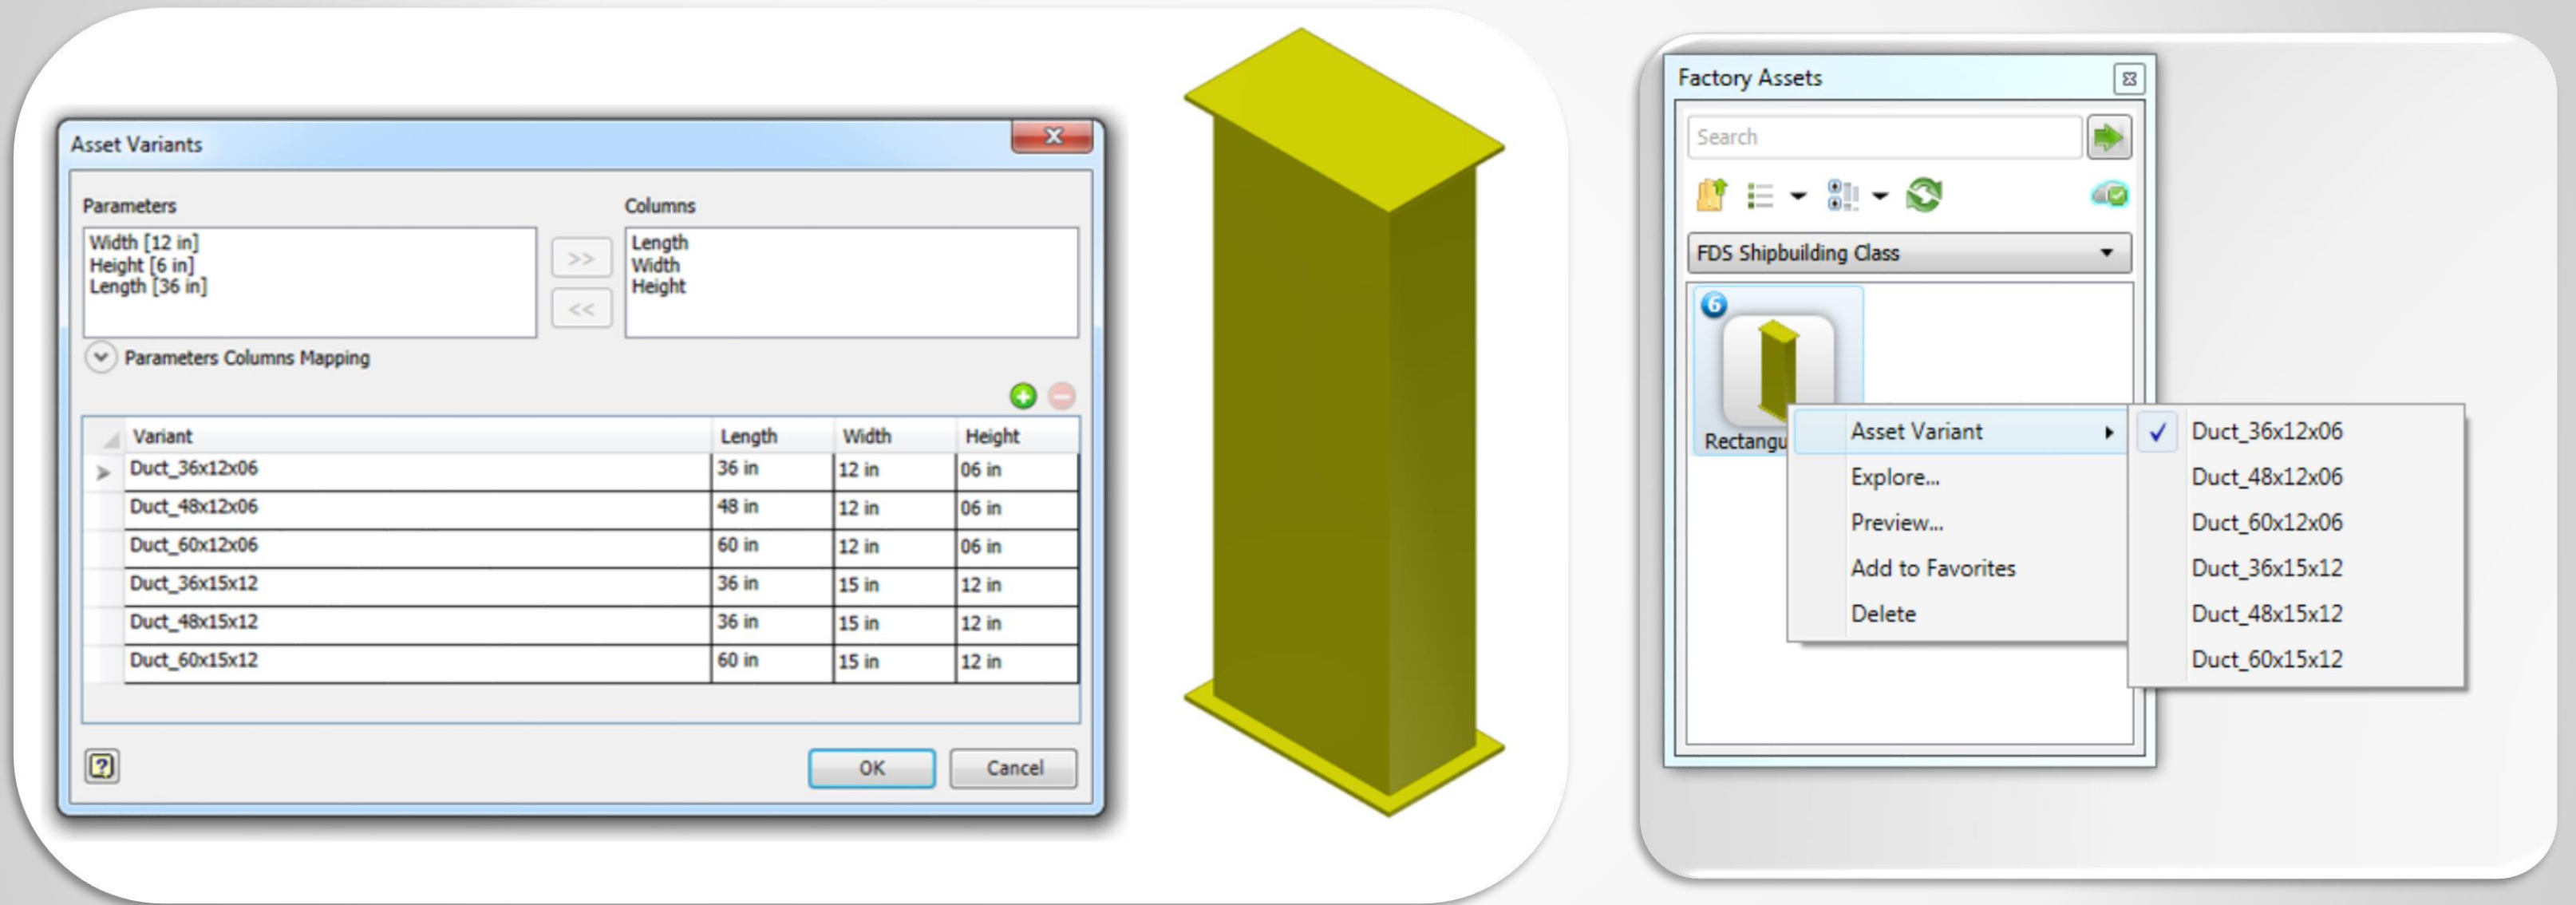 Asset Variants
Parameters
Width [12 in]
Height [6 in]
Length [36 in]
>>
<<
Columns
Length
Width
Height
Parameters Columns Mapping
Variant Length Width Height
Duct_36x12x06 36 in 12 in 06 in
Duct_48x12x06 48 in 12 in 06 in
Duct_60x12x06 60 in 12 in 06 in
Duct_36x15x12 36 in 15 in 12 in
Duct_48x15x12 36 in 15 in 12 in
Duct_60x15x12 60 in 15 in 12 in
?
OK Cancel
Factory Assets
Search
FDS Shipbuilding Class
6
Rectangu
Asset Variant
Explore...
Preview...
Add to Favorites
Delete
Duct_36x12x06
Duct_48x12x06
Duct_60x12x06
Duct_36x15x12
Duct_48x15x12
Duct_60x15x12